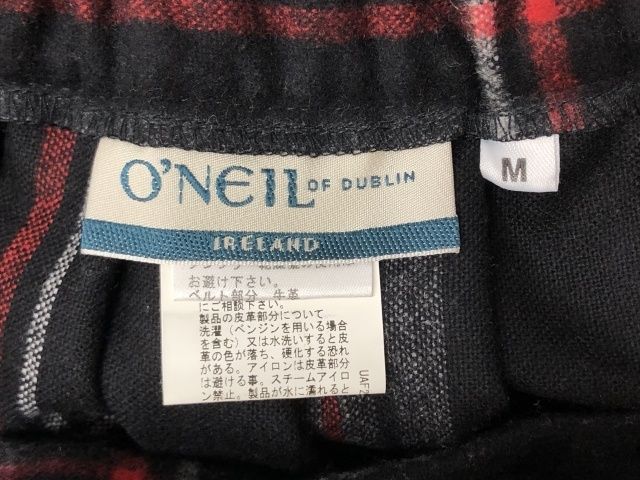 O'NEIL OF DUBLIN
M
IRELAND
お避け下さい。
ベルト部分 牛革
にご相談下さい。
製品の皮革部分について
洗濯(ベンジンを用いる場合
を含む)又は水洗いすると皮
革の色が落ち、硬化する恐れ
がある。アイロンは皮革部分
は避ける事。スチームアイロ
ン禁止。製品が水に濡れると